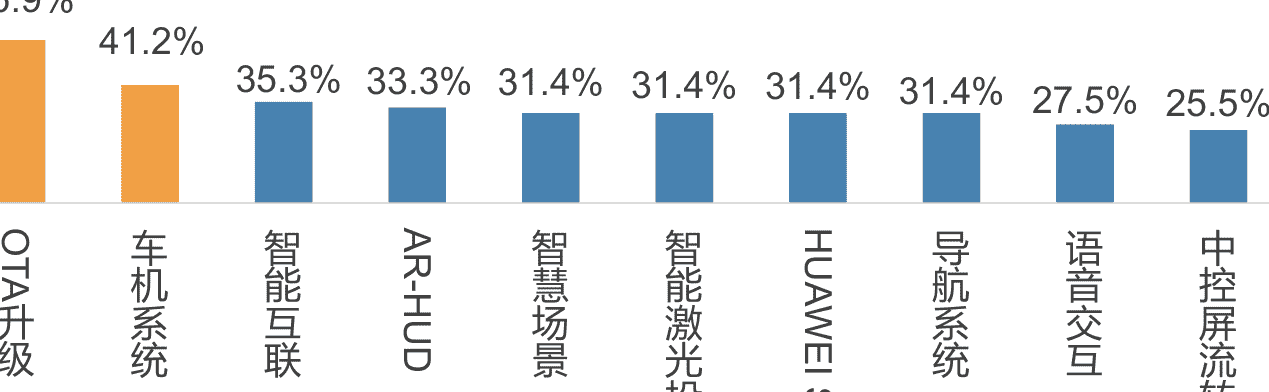 41.2%
35.3%
33.3%
31.4%
31.4%
31.4%
31.4%
27.5%
25.5%
OTA升级
车机系统
智能互联
AR-HUD
智慧场景
智能激光投
HUAWEI
导航系统
语音交互
中控屏流转